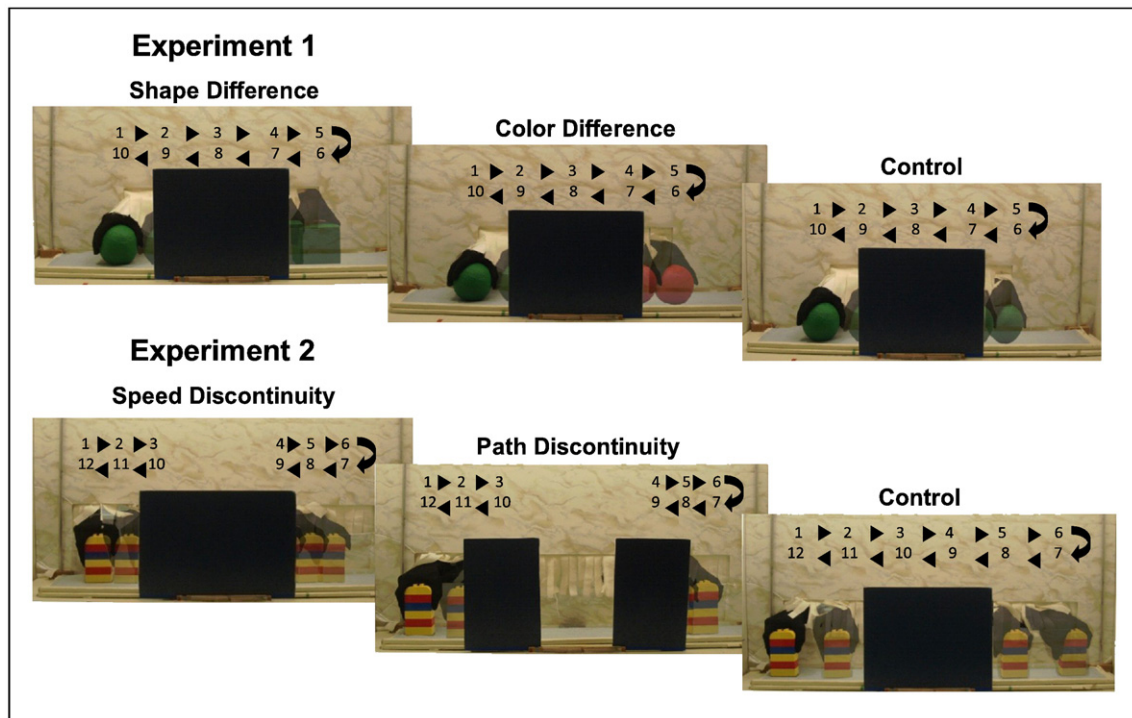 Experiment 1
Shape Difference
1 2 3 4 5
10 9 8 7 6
Color Difference
1 2 3 4 5
10 9 8 7 6
Control
1 2 3 4 5
10 9 8 7 6
Experiment 2
Speed Discontinuity
1 2 3 4 5 6
12 11 10 9 8 7
Path Discontinuity
1 2 3 4 5 6
12 11 10 9 8 7
Control
1 2 3 4 5 6
12 11 10 9 8 7